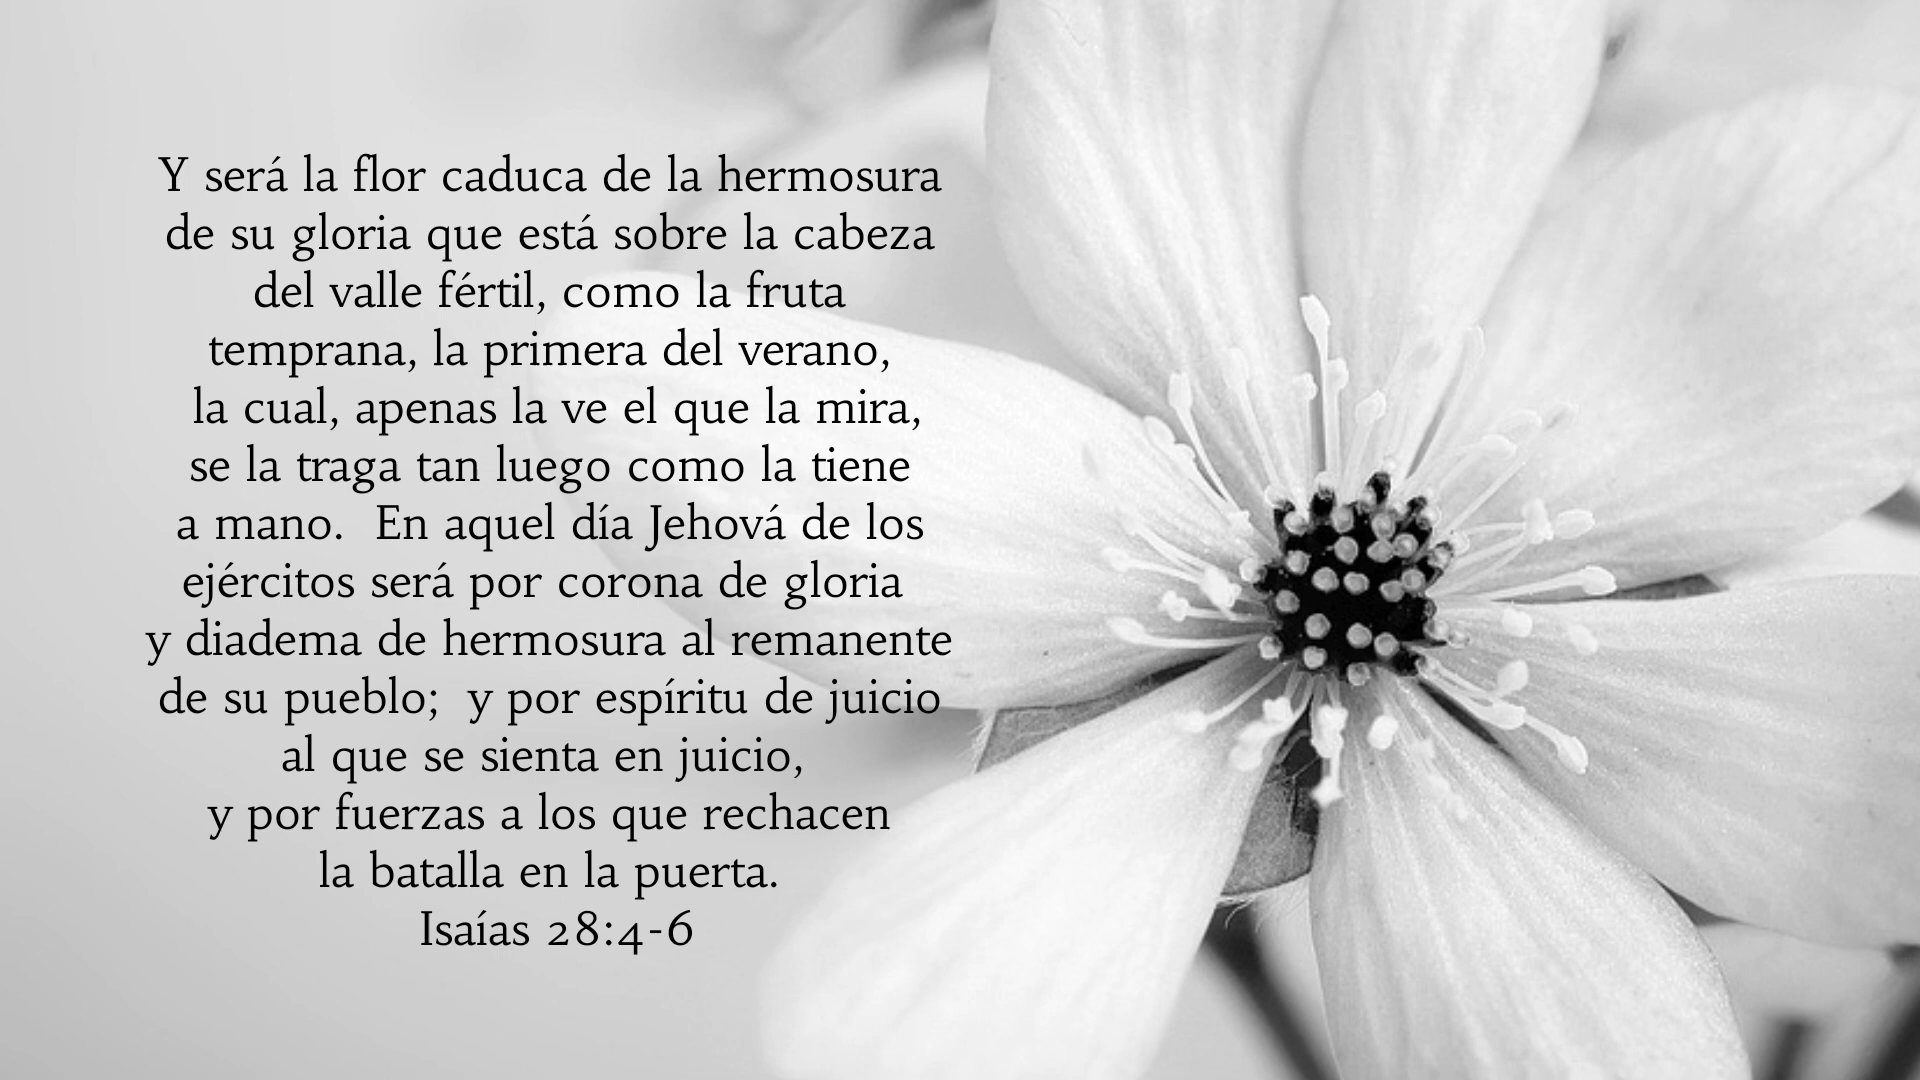 Y será la flor caduca de la hermosura
de su gloria que está sobre la cabeza
del valle fértil, como la fruta
temprana, la primera del verano,
la cual, apenas la ve el que la mira,
se la traga tan luego como la tiene
a mano.  En aquel día Jehová de los
ejércitos será por corona de gloria
y diadema de hermosura al remanente
de su pueblo;  y por espíritu de juicio
al que se sienta en juicio,
y por fuerzas a los que rechacen
la batalla en la puerta.
Isaías 28:4-6